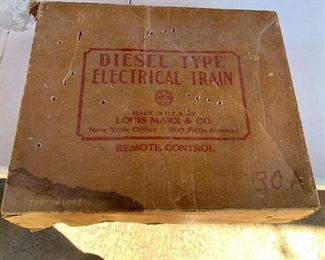 DIESEL TYPE
ELECTRICAL TRAIN
MADE IN U.S.A. BY
LOUIS MARX & CO.
New York Office - 200 Fifth Avenue
REMOTE CONTROL
30A